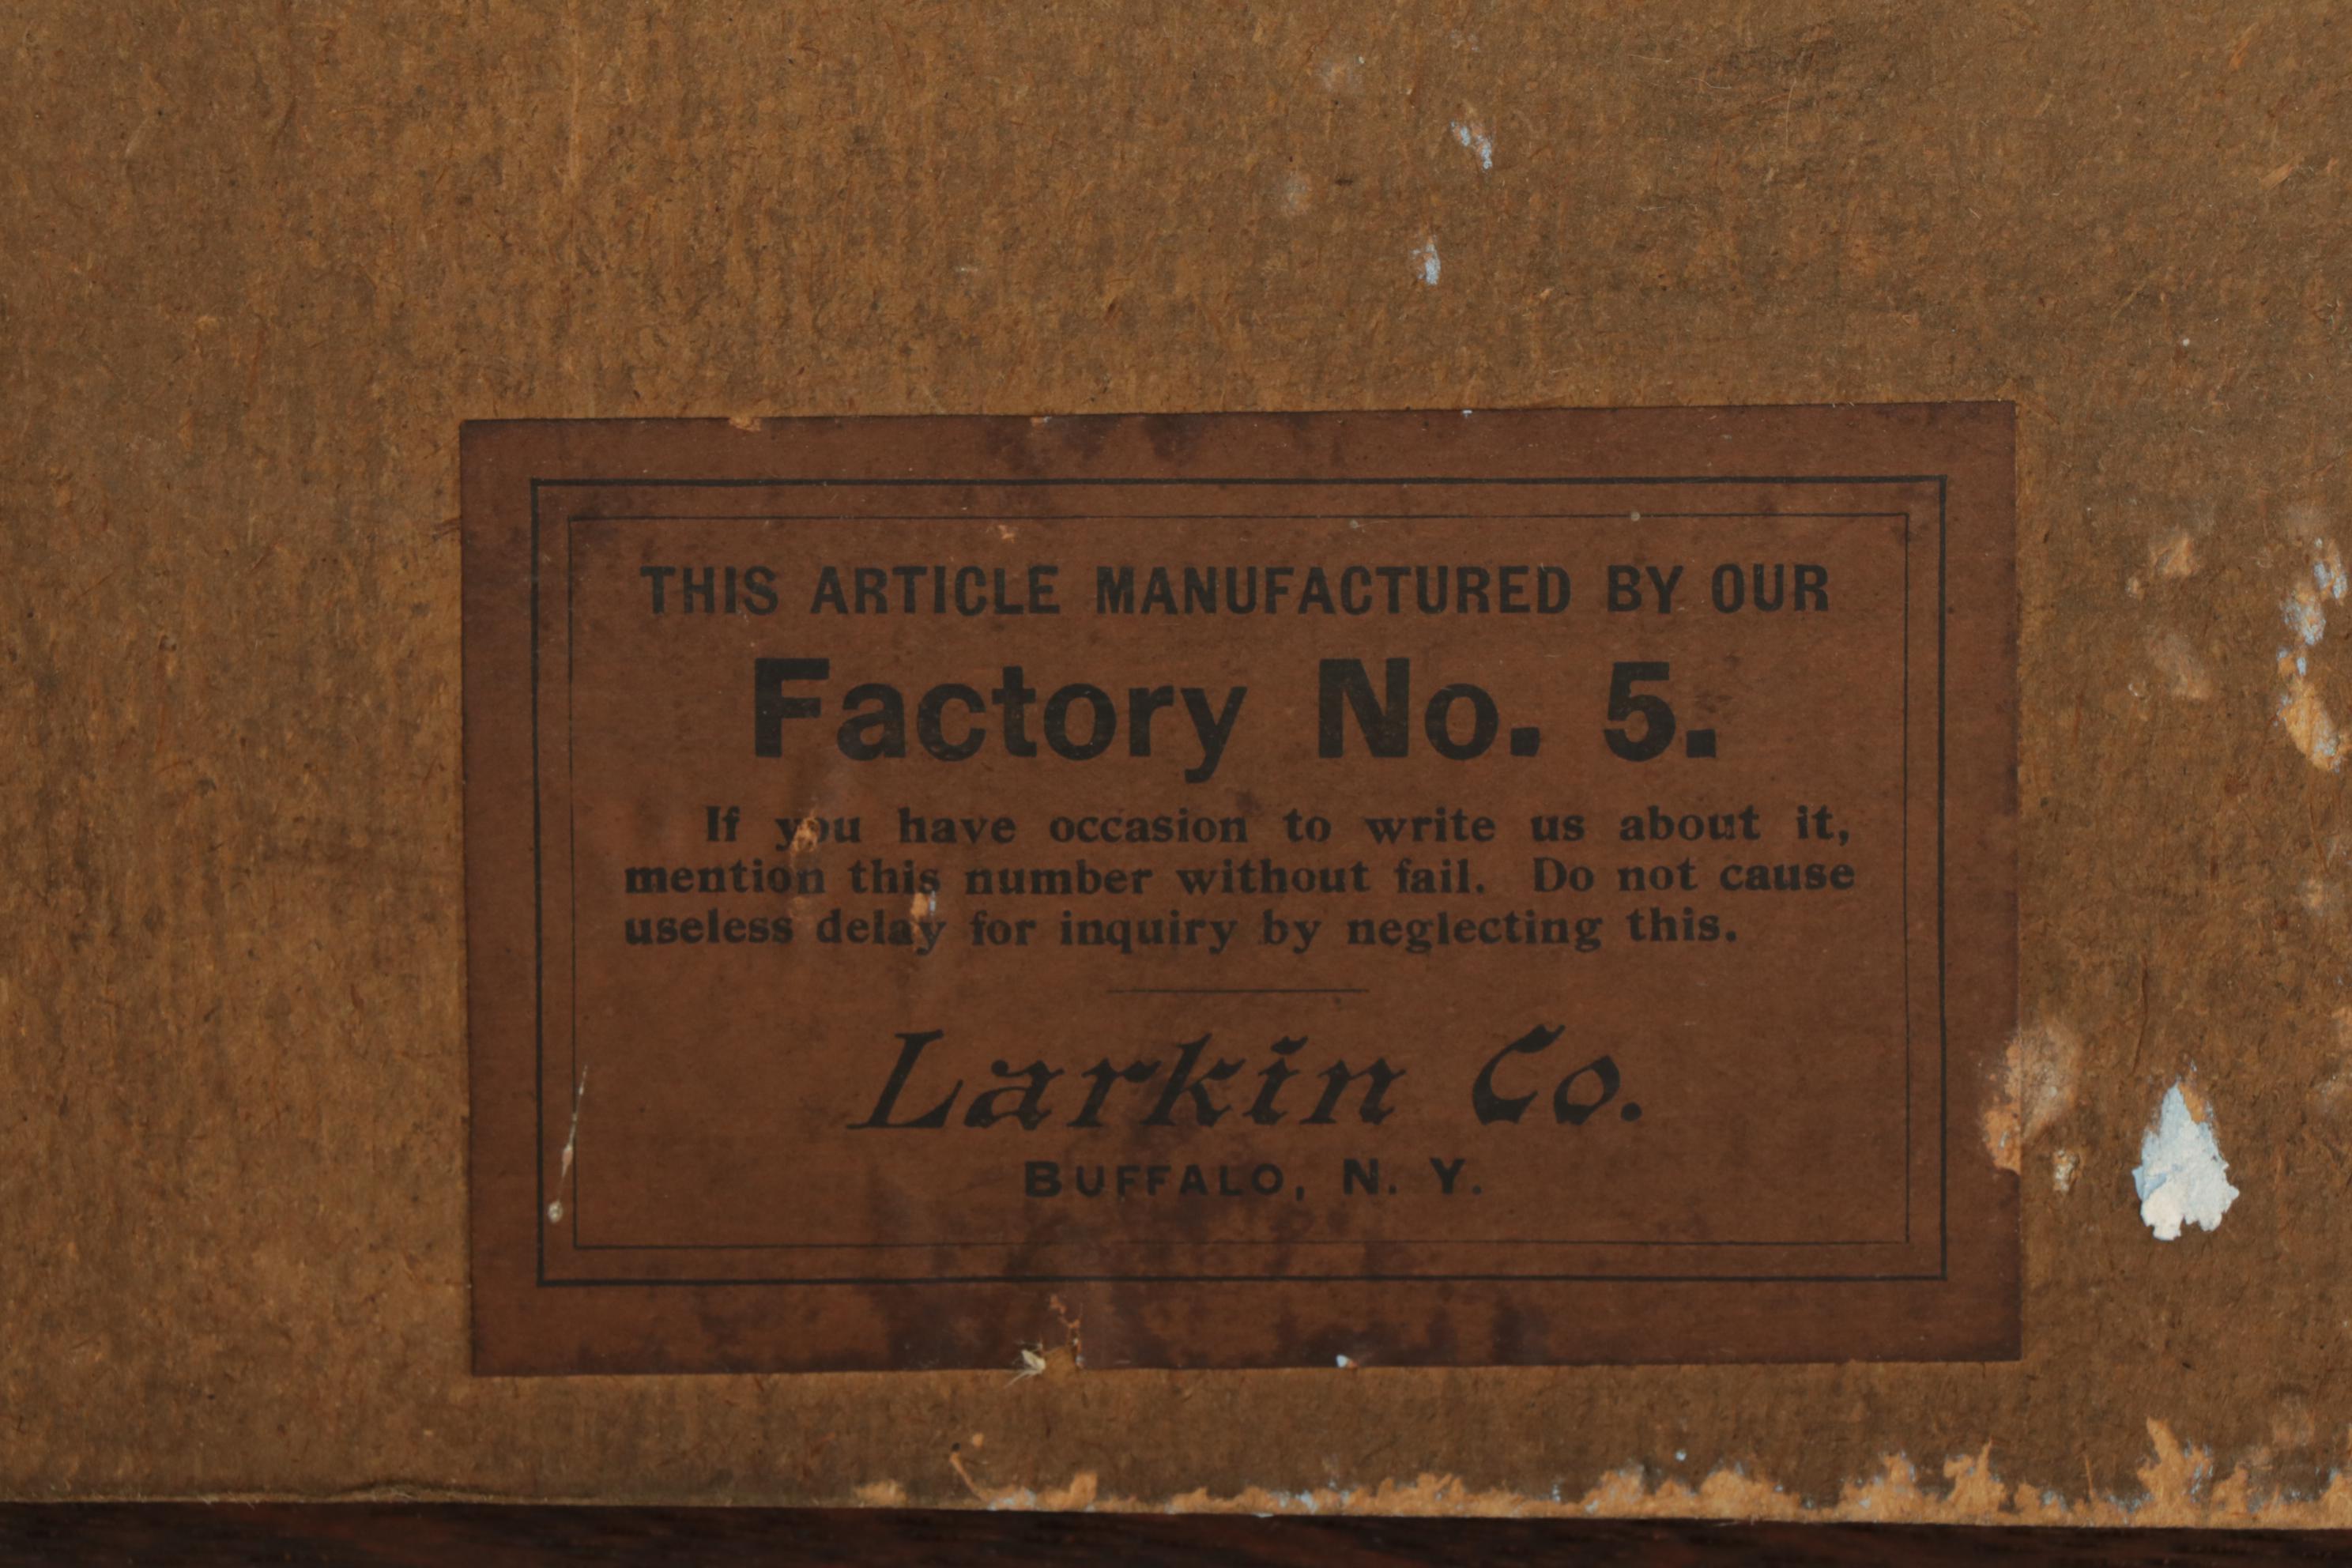 THIS ARTICLE MANUFACTURED BY OUR
Factory No. 5.
If you have occasion to write us about it,
mention this number without fail. Do not cause
useless delay for inquiry by neglecting this.
Larkin Co.
BUFFALO, N. Y.